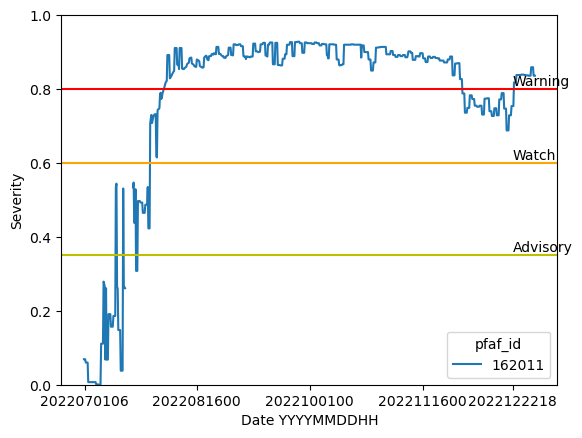 1.0
0.8
0.6
0.4
0.2
0.0
Severity
Warning
Watch
Advisory
pfaf_id
162011
2022070106 2022081600 2022100100 2022111600 2022122218
Date YYYYMMDDHH